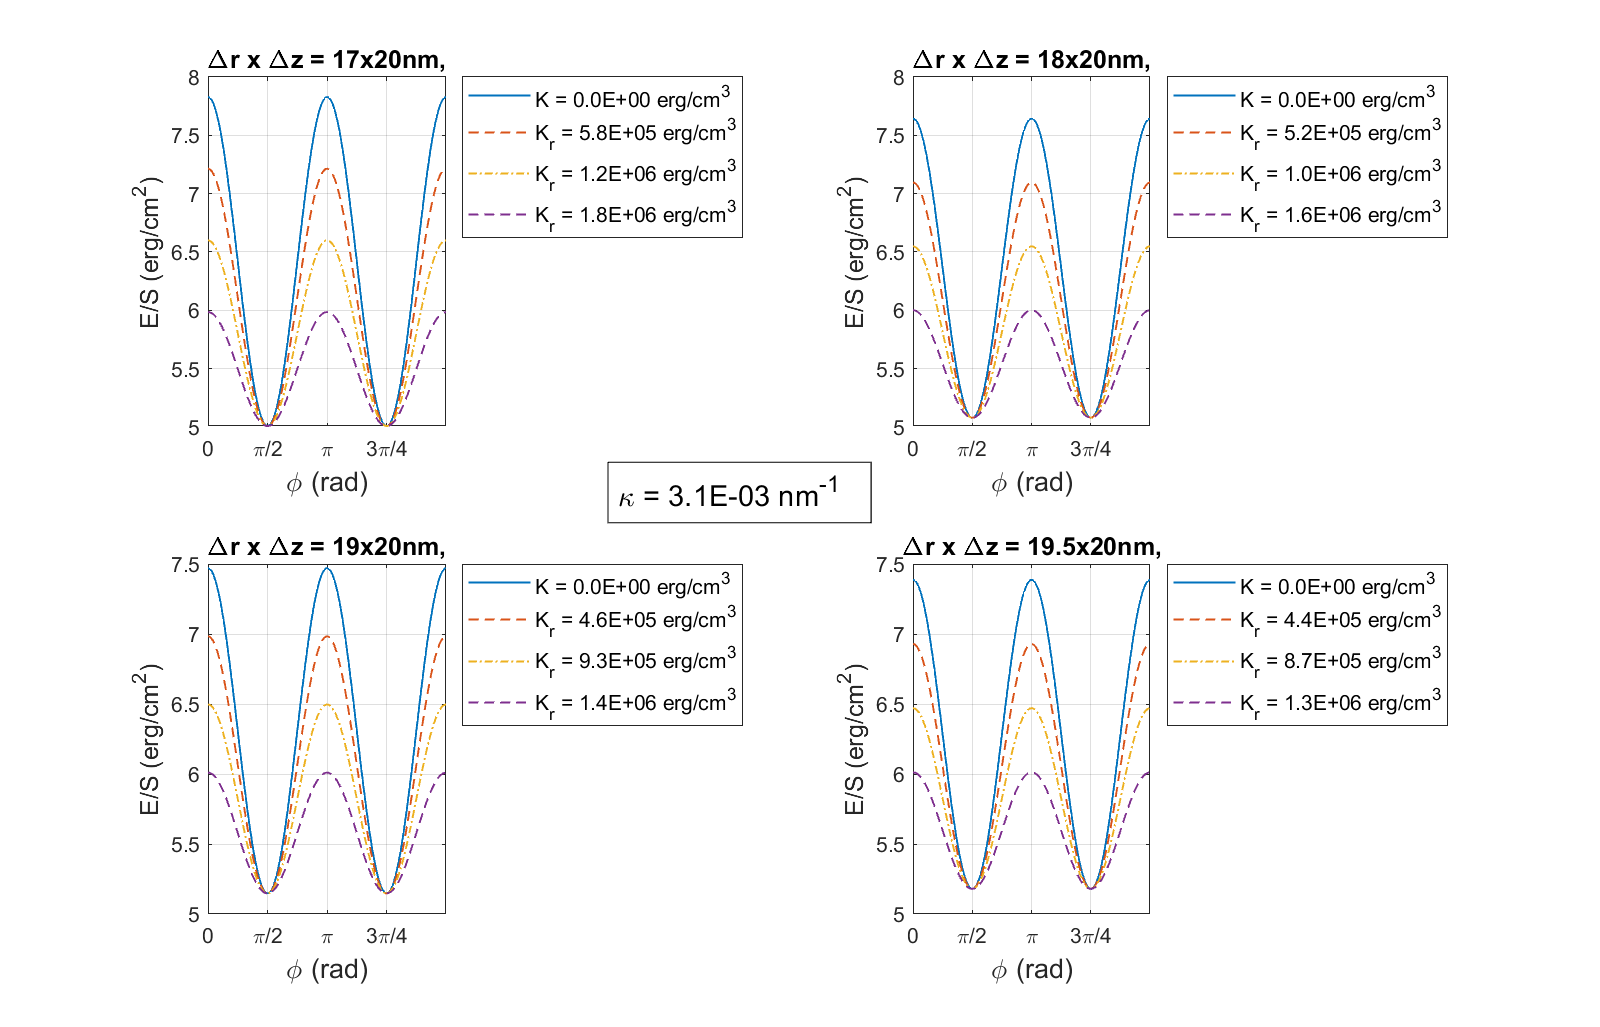 Δr x Δz = 17x20nm,
8
7.5
7
6.5
6
5.5
5
E/S (erg/cm²)
0 π/2 π 3π/4
ϕ (rad)
K = 0.0E+00 erg/cm³
Kᵣ = 5.8E+05 erg/cm³
Kᵣ = 1.2E+06 erg/cm³
Kᵣ = 1.8E+06 erg/cm³
Δr x Δz = 18x20nm,
8
7.5
7
6.5
6
5.5
5
E/S (erg/cm²)
0 π/2 π 3π/4
ϕ (rad)
K = 0.0E+00 erg/cm³
Kᵣ = 5.2E+05 erg/cm³
Kᵣ = 1.0E+06 erg/cm³
Kᵣ = 1.6E+06 erg/cm³
κ = 3.1E-03 nm⁻¹
Δr x Δz = 19x20nm,
7.5
7
6.5
6
5.5
5
E/S (erg/cm²)
0 π/2 π 3π/4
ϕ (rad)
K = 0.0E+00 erg/cm³
Kᵣ = 4.6E+05 erg/cm³
Kᵣ = 9.3E+05 erg/cm³
Kᵣ = 1.4E+06 erg/cm³
Δr x Δz = 19.5x20nm,
7.5
7
6.5
6
5.5
5
E/S (erg/cm²)
0 π/2 π 3π/4
ϕ (rad)
K = 0.0E+00 erg/cm³
Kᵣ = 4.4E+05 erg/cm³
Kᵣ = 8.7E+05 erg/cm³
Kᵣ = 1.3E+06 erg/cm³